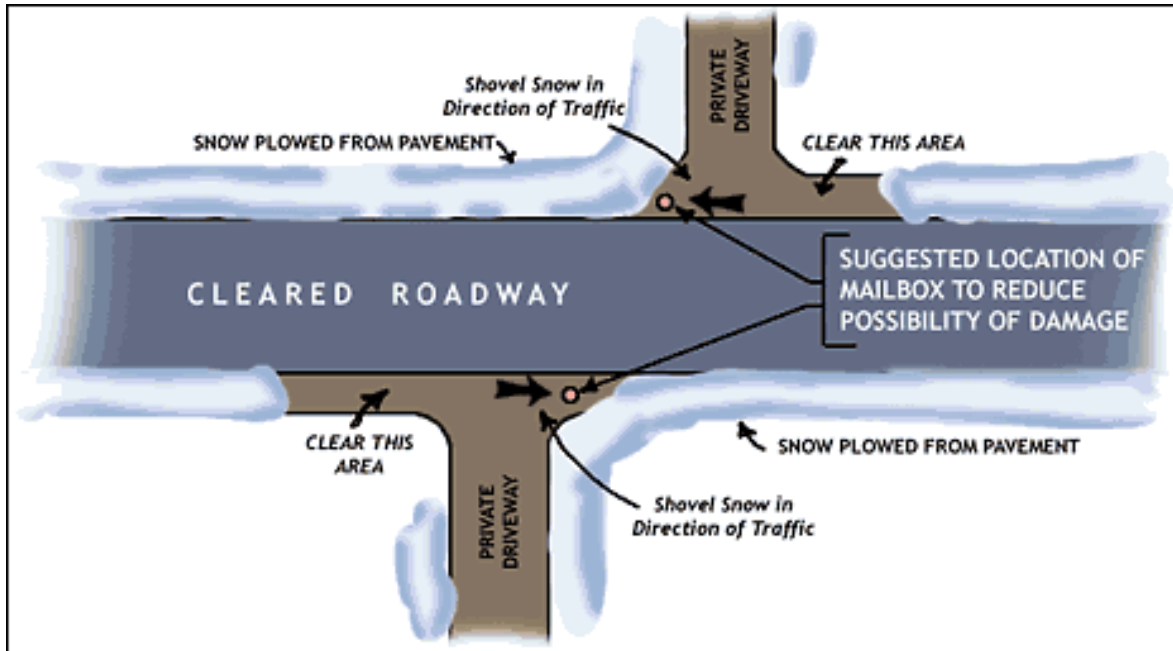 PRIVATE
DRIVEWAY
Shovel Snow in
Direction of Traffic
SNOW PLOWED FROM PAVEMENT
CLEAR THIS AREA
CLEARED ROADWAY
SUGGESTED LOCATION OF
MAILBOX TO REDUCE
POSSIBILITY OF DAMAGE
CLEAR THIS
AREA
SNOW PLOWED FROM PAVEMENT
PRIVATE
DRIVEWAY
Shovel Snow in
Direction of Traffic